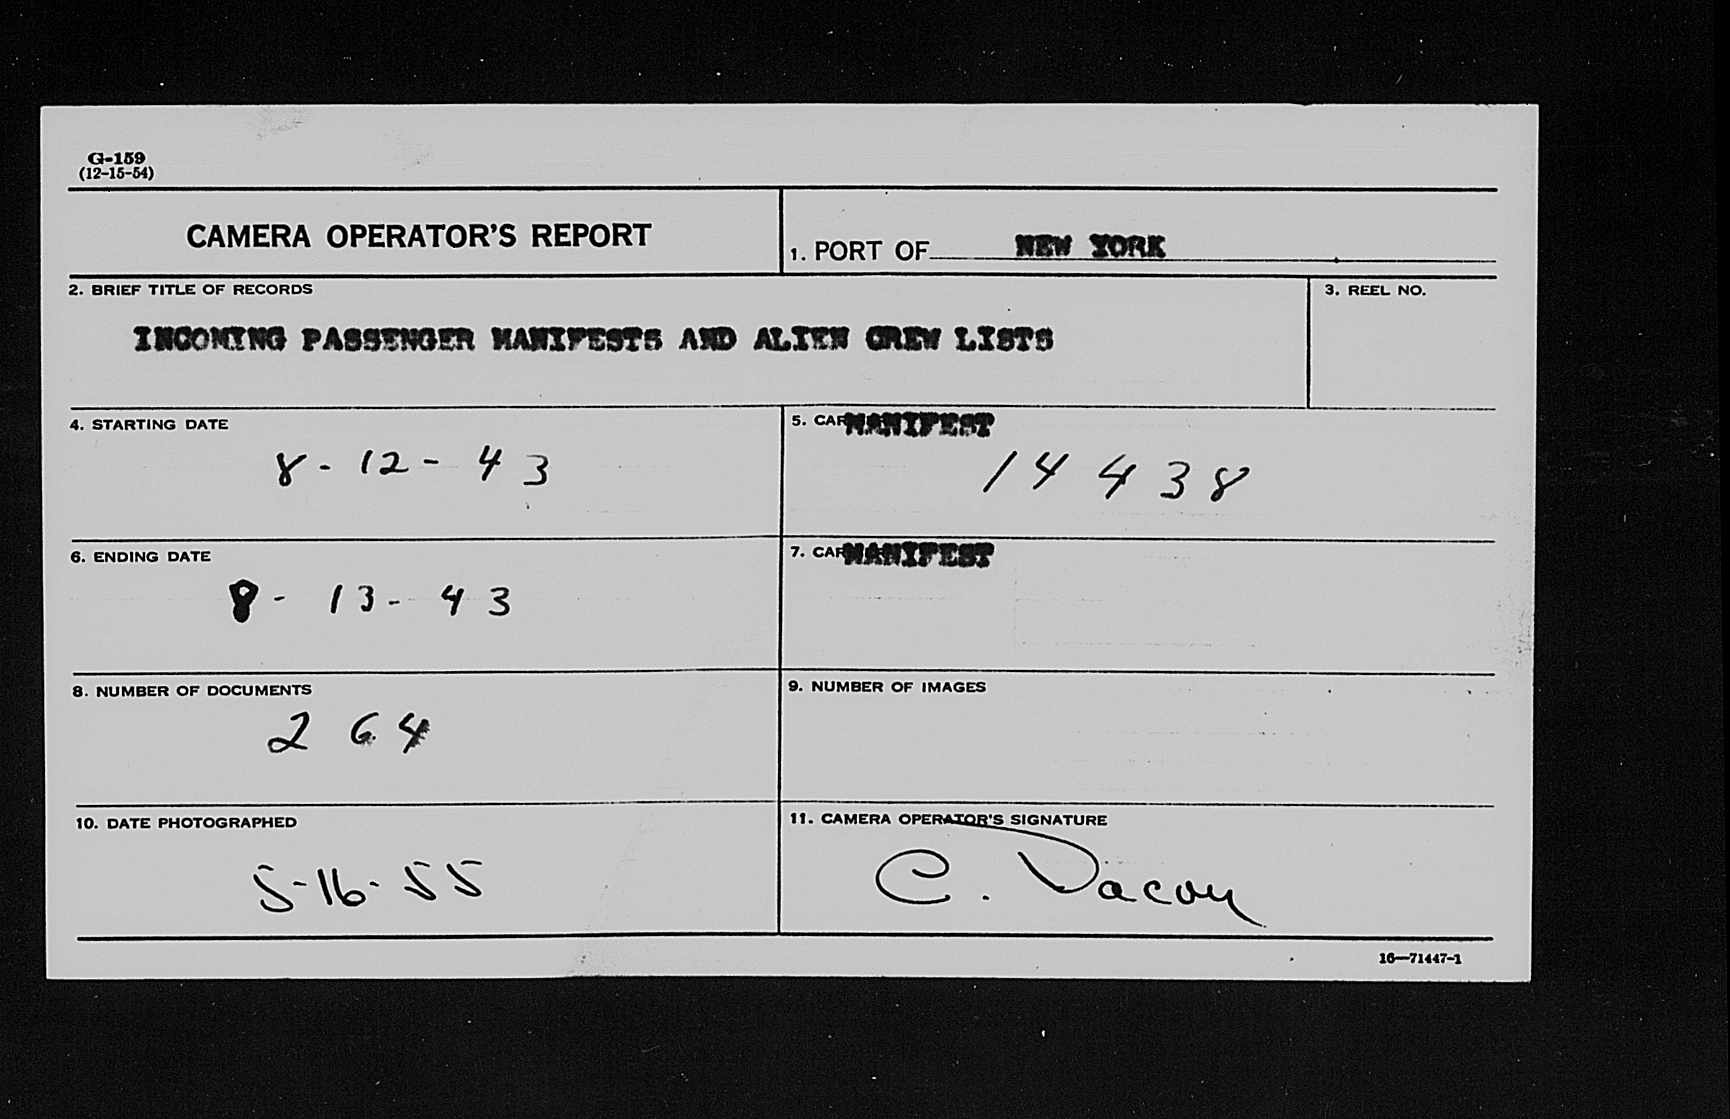 G-159
(12-15-54)
CAMERA OPERATOR'S REPORT
1. PORT OF NEW YORK
2. BRIEF TITLE OF RECORDS
3. REEL NO.
INCOMING PASSENGER MANIFESTS AND ALIEN CREW LISTS
4. STARTING DATE
5. CAR MANIFEST
8-12-43
14438
6. ENDING DATE
7. CAR MANIFEST
8-13-43
8. NUMBER OF DOCUMENTS
9. NUMBER OF IMAGES
264
10. DATE PHOTOGRAPHED
11. CAMERA OPERATOR'S SIGNATURE
5-16-55
C.
16—71447-1